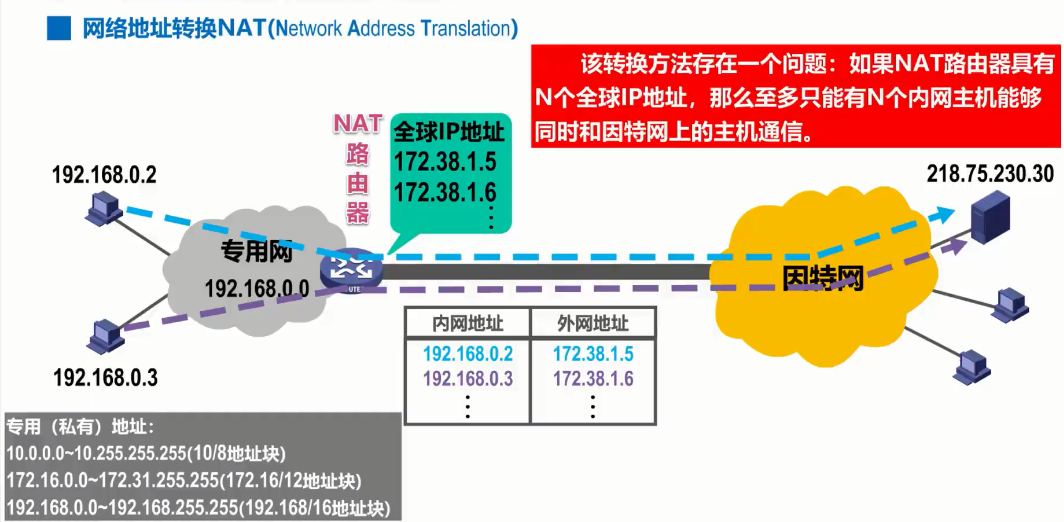 网络地址转换NAT(Network Address Translation)
该转换方法存在一个问题：如果NAT路由器具有
N个全球IP地址，那么至多只能有N个内网主机能够
同时和因特网上的主机通信。
NAT
路
由
器
全球IP地址
172.38.1.5
172.38.1.6
⋮
192.168.0.2
218.75.230.30
专用网
192.168.0.0
UTE
因特网
192.168.0.3
内网地址 外网地址
192.168.0.2 172.38.1.5
192.168.0.3 172.38.1.6
⋮ ⋮
专用（私有）地址：
10.0.0.0~10.255.255.255(10/8地址块)
172.16.0.0~172.31.255.255(172.16/12地址块)
192.168.0.0~192.168.255.255(192.168/16地址块)